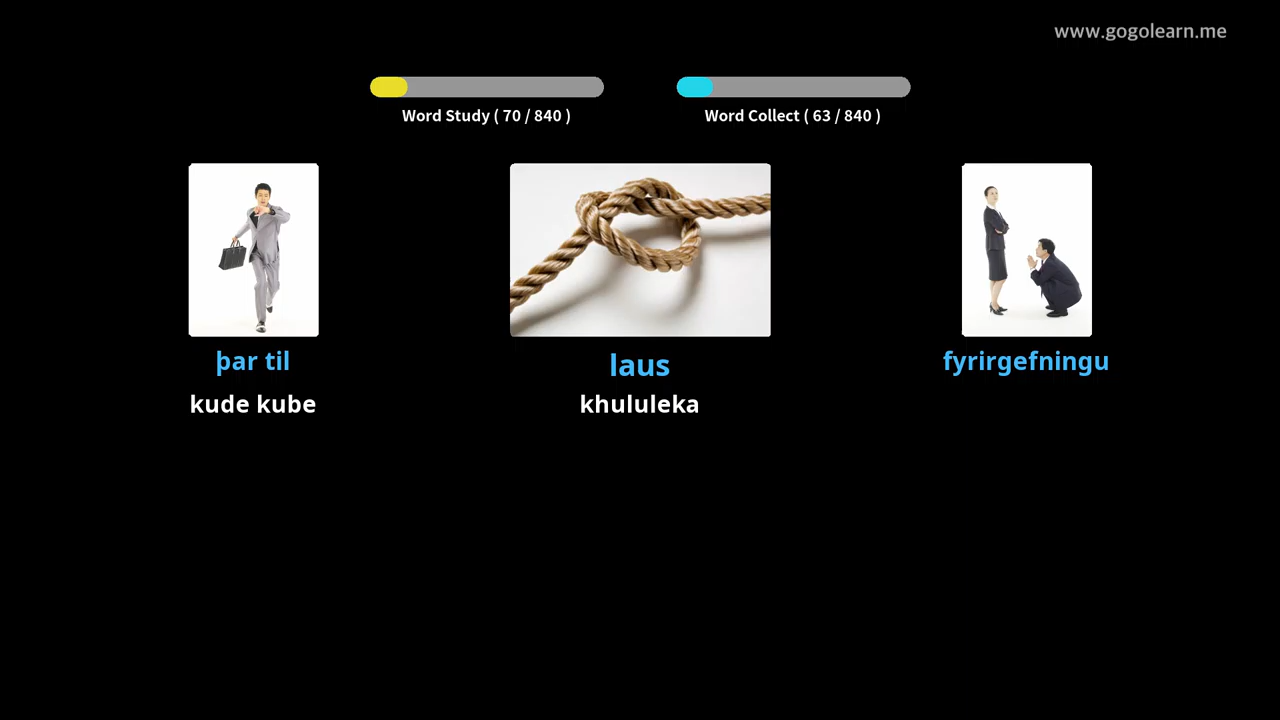 www.gogolearn.me
Word Study ( 70 / 840 )
Word Collect ( 63 / 840 )
þar til
laus
fyrirgefningu
kude kube
khululeka